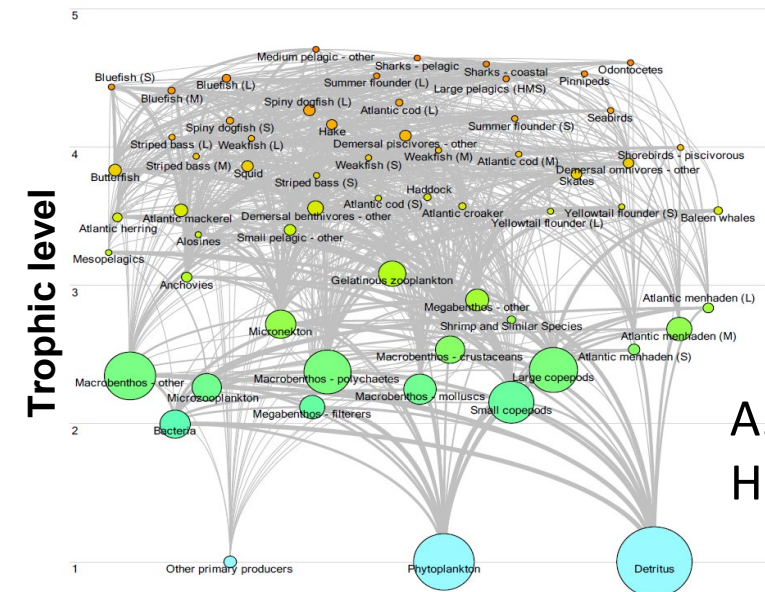 5
Medium pelagic - other
Sharks - pelagic
Sharks - coastal
Odontocetes
Bluefish (S)
Bluefish (L)
Summer flounder (L)
Pinnipeds
Bluefish (M)
Large pelagics (HMS)
Spiny dogfish (L)
Atlantic cod (L)
Seabirds
Spiny dogfish (S)
Hake
Summer flounder (S)
Striped bass (L)
Weakfish (L)
Demersal piscivores - other
4
Striped bass (M)
Weakfish (S)
Weakfish (M)
Atlantic cod (M)
Shorebirds - piscivorous
Butterfish
Squid
Demersal omnivores - other
Striped bass (S)
Skates
Haddock
Atlantic cod (S)
Atlantic mackerel
Demersal benthivores - other
Atlantic croaker
Yellowtail flounder (S)
Baleen whales
Atlantic herring
Yellowtail flounder (L)
Alosines
Small pelagic - other
Mesopelagics
Anchovies
Gelatinous zooplankton
3
Atlantic menhaden (L)
Megabenthos - other
Micronekton
Shrimp and Similar Species
Atlantic menhaden (M)
Macrobenthos - crustaceans
Atlantic menhaden (S)
Macrobenthos - other
Macrobenthos - polychaetes
Large copepods
Microzooplankton
Macrobenthos - molluscs
Megabenthos - filterers
Small copepods
2
Bacteria
1
Other primary producers
Phytoplankton
Detritus
Trophic level
A
H